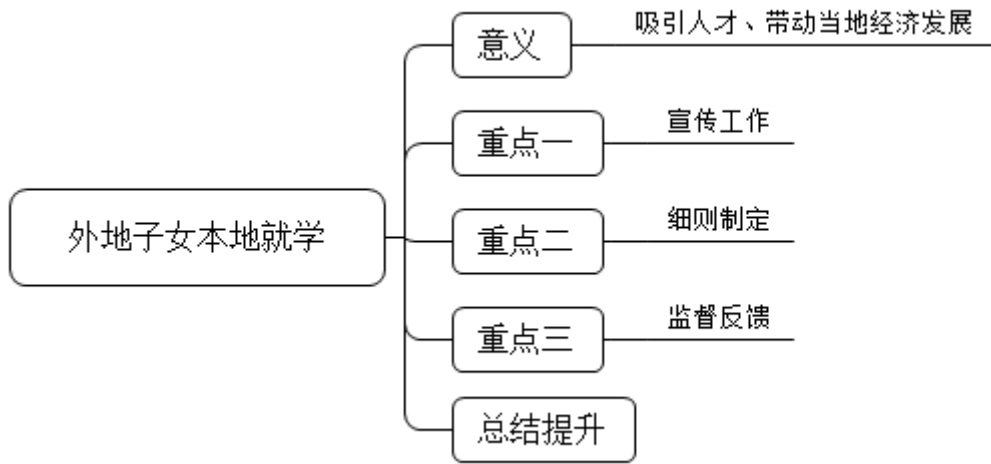 外地子女本地就学
意义
吸引人才、带动当地经济发展
重点一
宣传工作
重点二
细则制定
重点三
监督反馈
总结提升